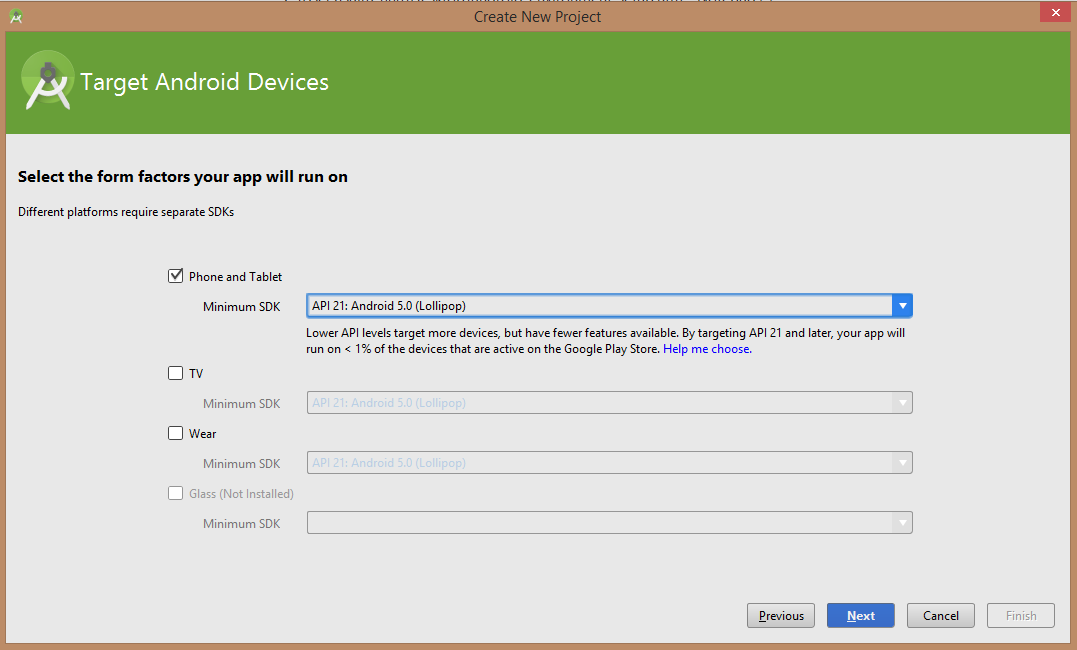 Create New Project
Target Android Devices
Select the form factors your app will run on
Different platforms require separate SDKs
Phone and Tablet
Minimum SDK
API 21: Android 5.0 (Lollipop)
Lower API levels target more devices, but have fewer features available. By targeting API 21 and later, your app will
run on < 1% of the devices that are active on the Google Play Store. Help me choose.
TV
Minimum SDK
API 21: Android 5.0 (Lollipop)
Wear
Minimum SDK
API 21: Android 5.0 (Lollipop)
Glass (Not Installed)
Minimum SDK
Previous
Next
Cancel
Finish